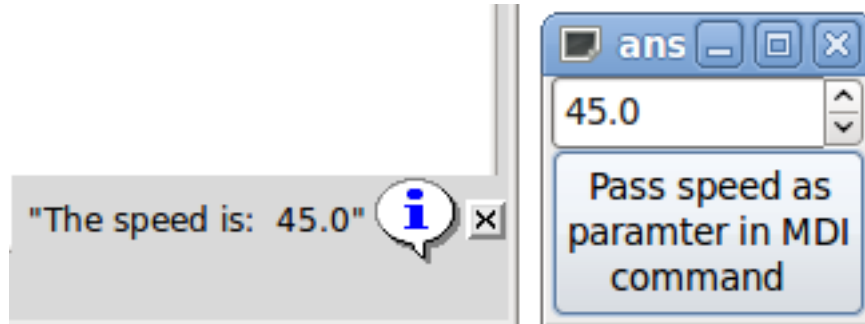 "The speed is:  45.0"
i
ans
45.0
Pass speed as
paramter in MDI
command